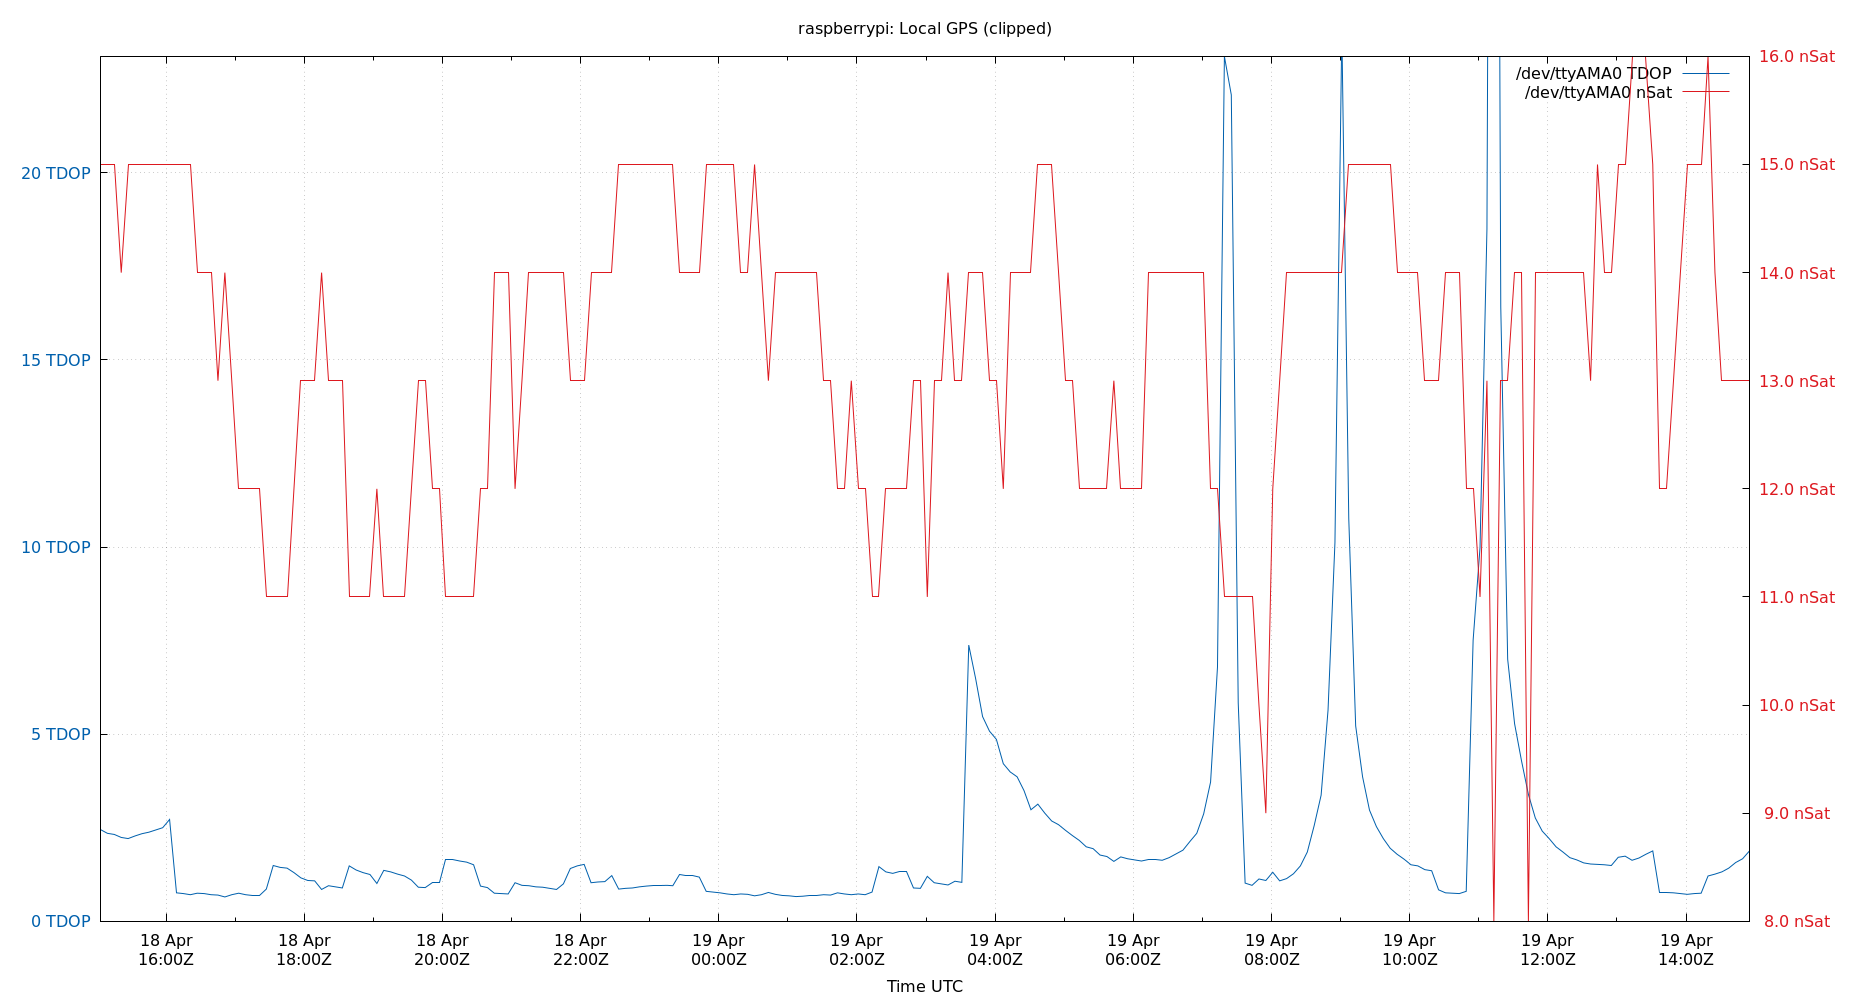 raspberrypi: Local GPS (clipped)
/dev/ttyAMA0 TDOP
/dev/ttyAMA0 nSat
20 TDOP
15 TDOP
10 TDOP
5 TDOP
0 TDOP
16.0 nSat
15.0 nSat
14.0 nSat
13.0 nSat
12.0 nSat
11.0 nSat
10.0 nSat
9.0 nSat
8.0 nSat
18 Apr
16:00Z
18 Apr
18:00Z
18 Apr
20:00Z
18 Apr
22:00Z
19 Apr
00:00Z
19 Apr
02:00Z
19 Apr
04:00Z
19 Apr
06:00Z
19 Apr
08:00Z
19 Apr
10:00Z
19 Apr
12:00Z
19 Apr
14:00Z
Time UTC